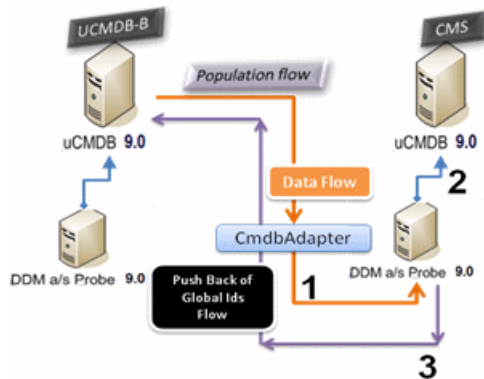 UCMDB-B
CMS
Population flow
uCMDB 9.0
uCMDB 9.0
Data Flow
2
CmdbAdapter
DDM a/s Probe 9.0
DDM a/s Probe 9.0
Push Back of
Global Ids
Flow
1
3